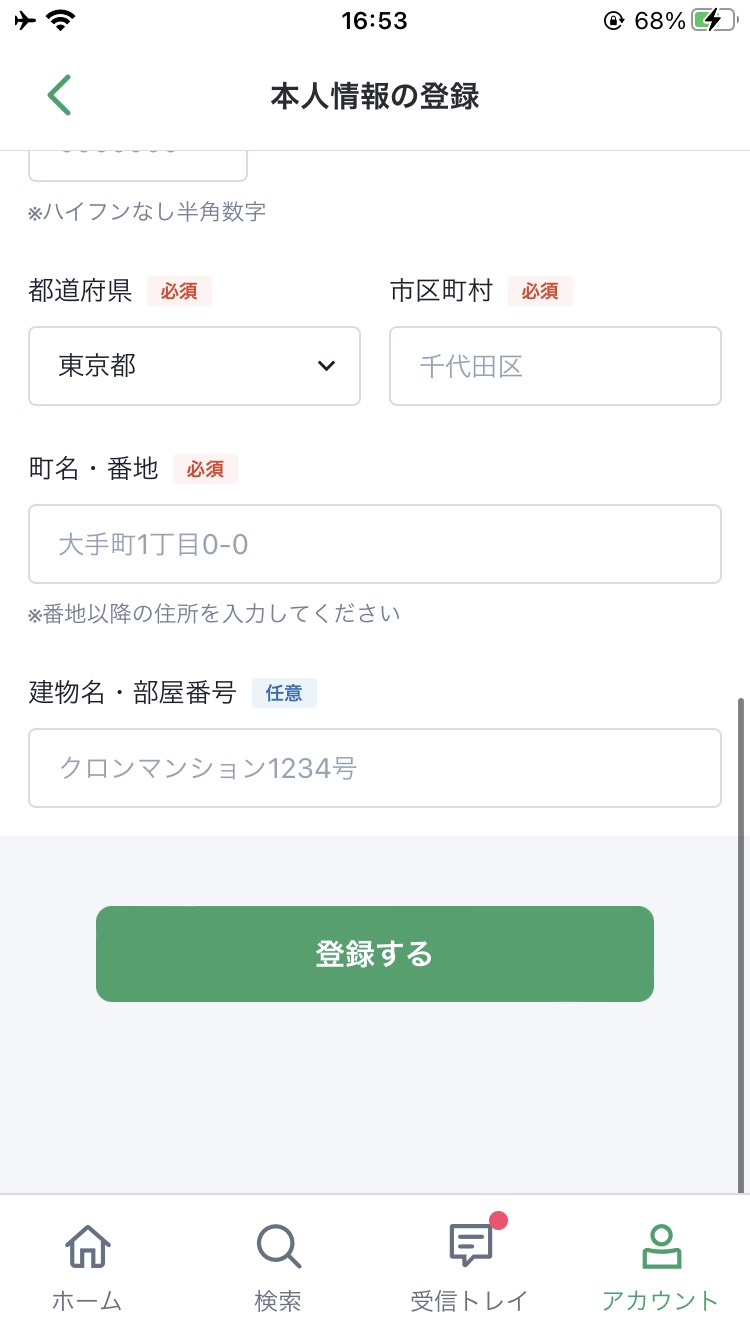 16:53
68%
本人情報の登録
※ハイフンなし半角数字
都道府県 必須
市区町村 必須
東京都
千代田区
町名・番地 必須
大手町1丁目0-0
※番地以降の住所を入力してください
建物名・部屋番号 任意
クロンマンション1234号
登録する
ホーム
検索
受信トレイ
アカウント